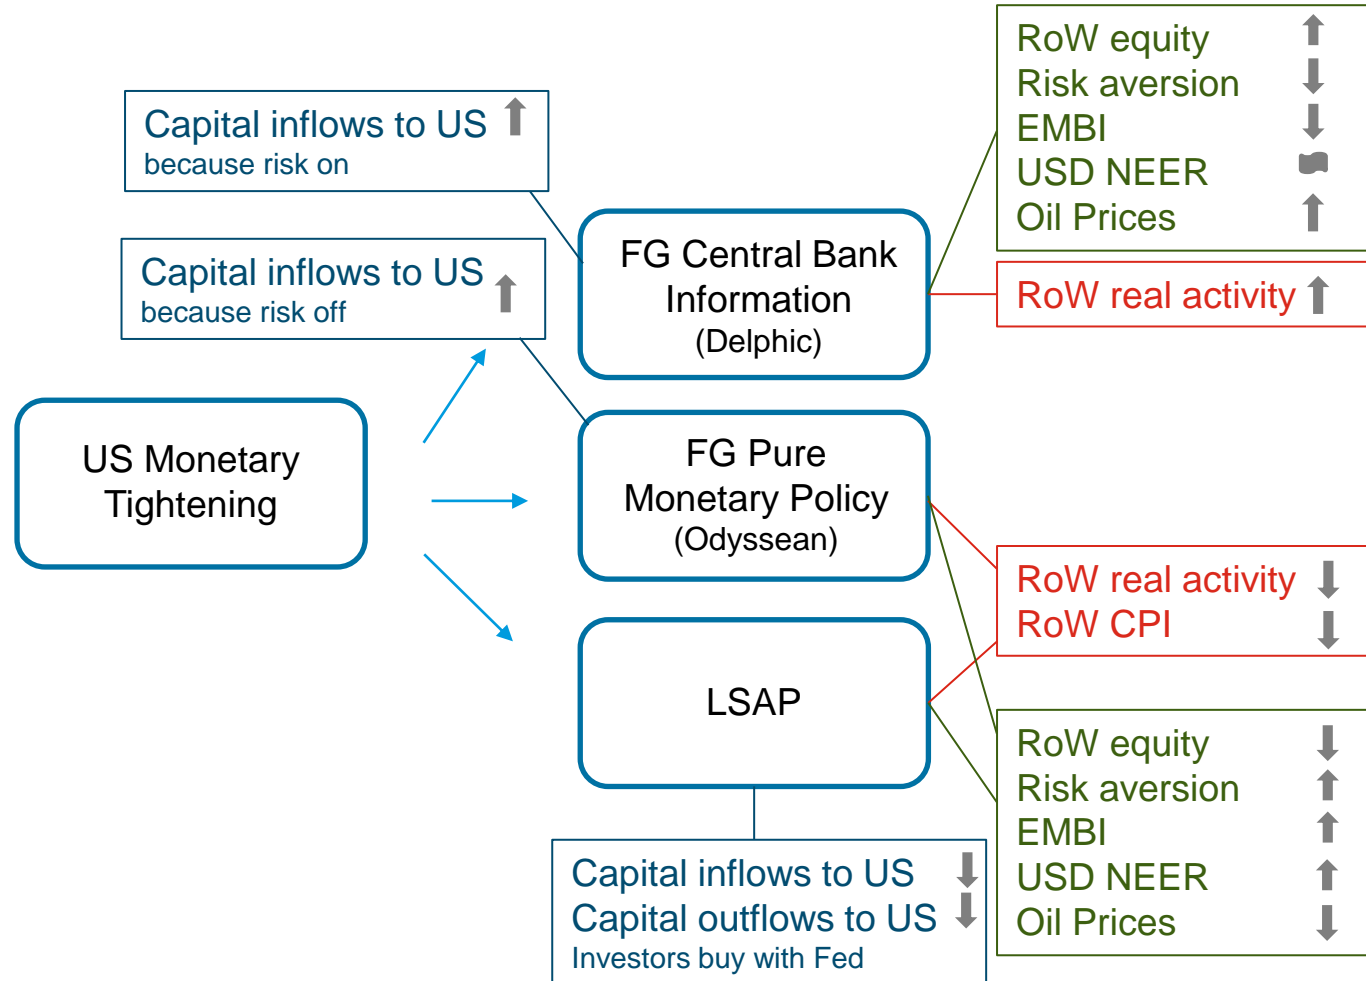 Capital inflows to US
because risk on
Capital inflows to US
because risk off
US Monetary
Tightening
FG Central Bank
Information
(Delphic)
FG Pure
Monetary Policy
(Odyssean)
LSAP
Capital inflows to US
Capital outflows to US
Investors buy with Fed
RoW equity
Risk aversion
EMBI
USD NEER
Oil Prices
RoW real activity
RoW real activity
RoW CPI
RoW equity
Risk aversion
EMBI
USD NEER
Oil Prices